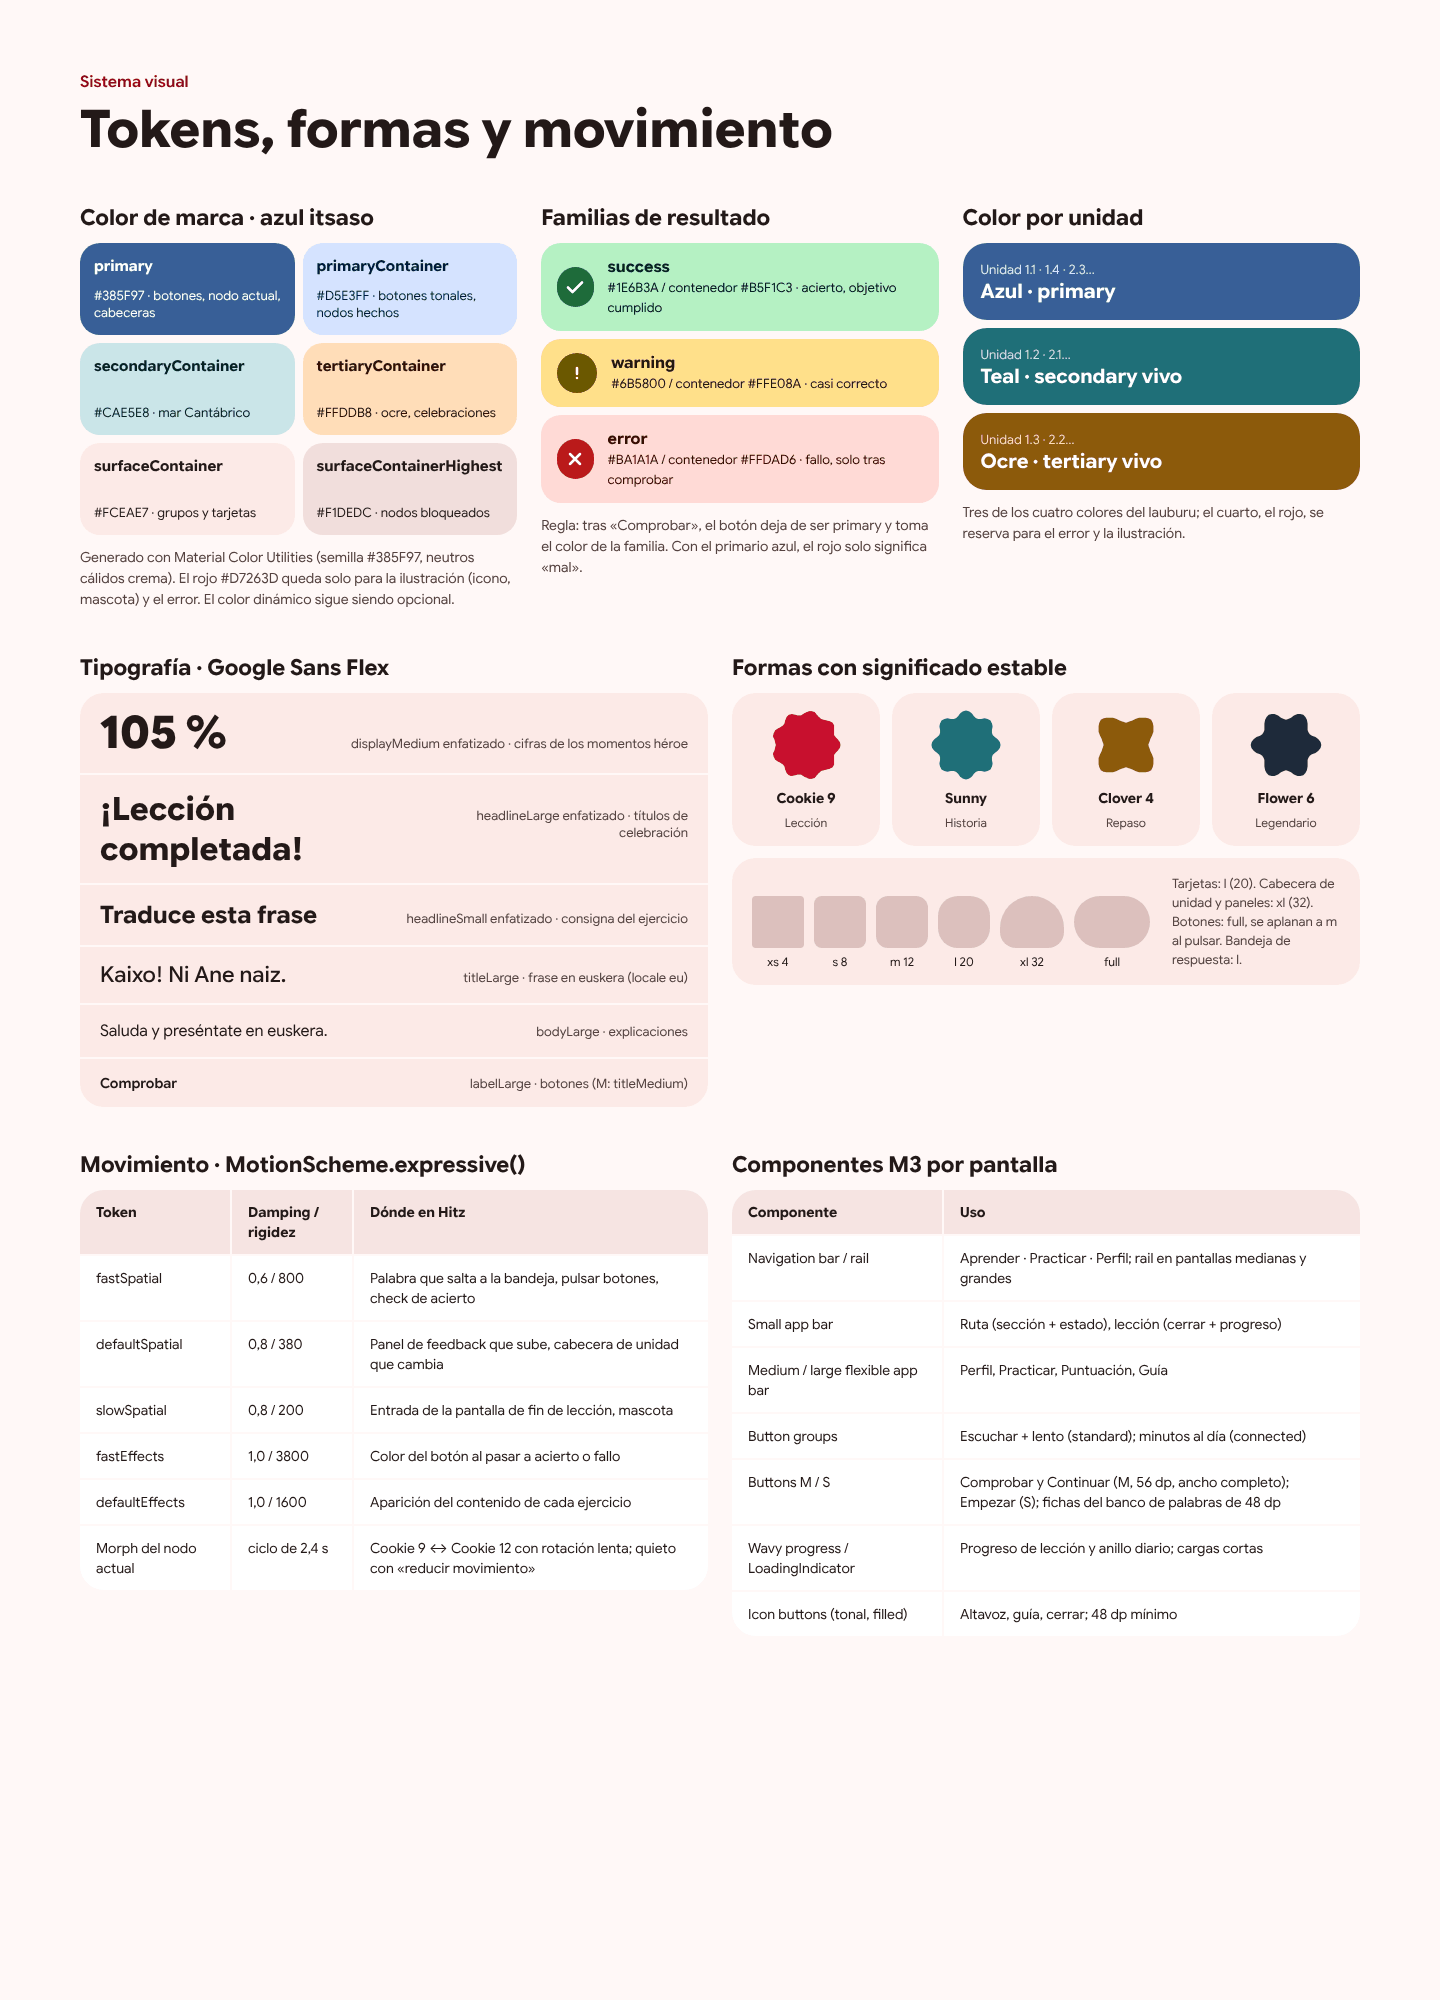 Sistema visual
Tokens, formas y movimiento
Color de marca · azul itsaso
primary
#385F97 · botones, nodo actual,
cabeceras
primaryContainer
#D5E3FF · botones tonales,
nodos hechos
secondaryContainer
#CAE5E8 · mar Cantábrico
tertiaryContainer
#FFDDB8 · ocre, celebraciones
surfaceContainer
#FCEAE7 · grupos y tarjetas
surfaceContainerHighest
#F1DEDC · nodos bloqueados
Generado con Material Color Utilities (semilla #385F97, neutros
cálidos crema). El rojo #D7263D queda solo para la ilustración (icono,
mascota) y el error. El color dinámico sigue siendo opcional.
Familias de resultado
success
#1E6B3A / contenedor #B5F1C3 · acierto, objetivo
cumplido
warning
#6B5800 / contenedor #FFE08A · casi correcto
error
#BA1A1A / contenedor #FFDAD6 · fallo, solo tras
comprobar
Regla: tras «Comprobar», el botón deja de ser primary y toma
el color de la familia. Con el primario azul, el rojo solo significa
«mal».
Color por unidad
Unidad 1.1 · 1.4 · 2.3...
Azul · primary
Unidad 1.2 · 2.1...
Teal · secondary vivo
Unidad 1.3 · 2.2...
Ocre · tertiary vivo
Tres de los cuatro colores del lauburu; el cuarto, el rojo, se
reserva para el error y la ilustración.
Tipografía · Google Sans Flex
105 %
displayMedium enfatizado · cifras de los momentos héroe
¡Lección
completada!
headlineLarge enfatizado · títulos de
celebración
Traduce esta frase
headlineSmall enfatizado · consigna del ejercicio
Kaixo! Ni Ane naiz.
titleLarge · frase en euskera (locale eu)
Saluda y preséntate en euskera.
bodyLarge · explicaciones
Comprobar
labelLarge · botones (M: titleMedium)
Formas con significado estable
Cookie 9
Lección
Sunny
Historia
Clover 4
Repaso
Flower 6
Legendario
xs 4
s 8
m 12
l 20
xl 32
full
Tarjetas: l (20). Cabecera de
unidad y paneles: xl (32).
Botones: full, se aplanan a m
al pulsar. Bandeja de
respuesta: l.
Movimiento · MotionScheme.expressive()
Token
Damping /
rigidez
Dónde en Hitz
fastSpatial
0,6 / 800
Palabra que salta a la bandeja, pulsar botones,
check de acierto
defaultSpatial
0,8 / 380
Panel de feedback que sube, cabecera de unidad
que cambia
slowSpatial
0,8 / 200
Entrada de la pantalla de fin de lección, mascota
fastEffects
1,0 / 3800
Color del botón al pasar a acierto o fallo
defaultEffects
1,0 / 1600
Aparición del contenido de cada ejercicio
Morph del nodo
actual
ciclo de 2,4 s
Cookie 9 ↔ Cookie 12 con rotación lenta; quieto
con «reducir movimiento»
Componentes M3 por pantalla
Componente
Uso
Navigation bar / rail
Aprender · Practicar · Perfil; rail en pantallas medianas y
grandes
Small app bar
Ruta (sección + estado), lección (cerrar + progreso)
Medium / large flexible app
bar
Perfil, Practicar, Puntuación, Guía
Button groups
Escuchar + lento (standard); minutos al día (connected)
Buttons M / S
Comprobar y Continuar (M, 56 dp, ancho completo);
Empezar (S); fichas del banco de palabras de 48 dp
Wavy progress /
LoadingIndicator
Progreso de lección y anillo diario; cargas cortas
Icon buttons (tonal, filled)
Altavoz, guía, cerrar; 48 dp mínimo